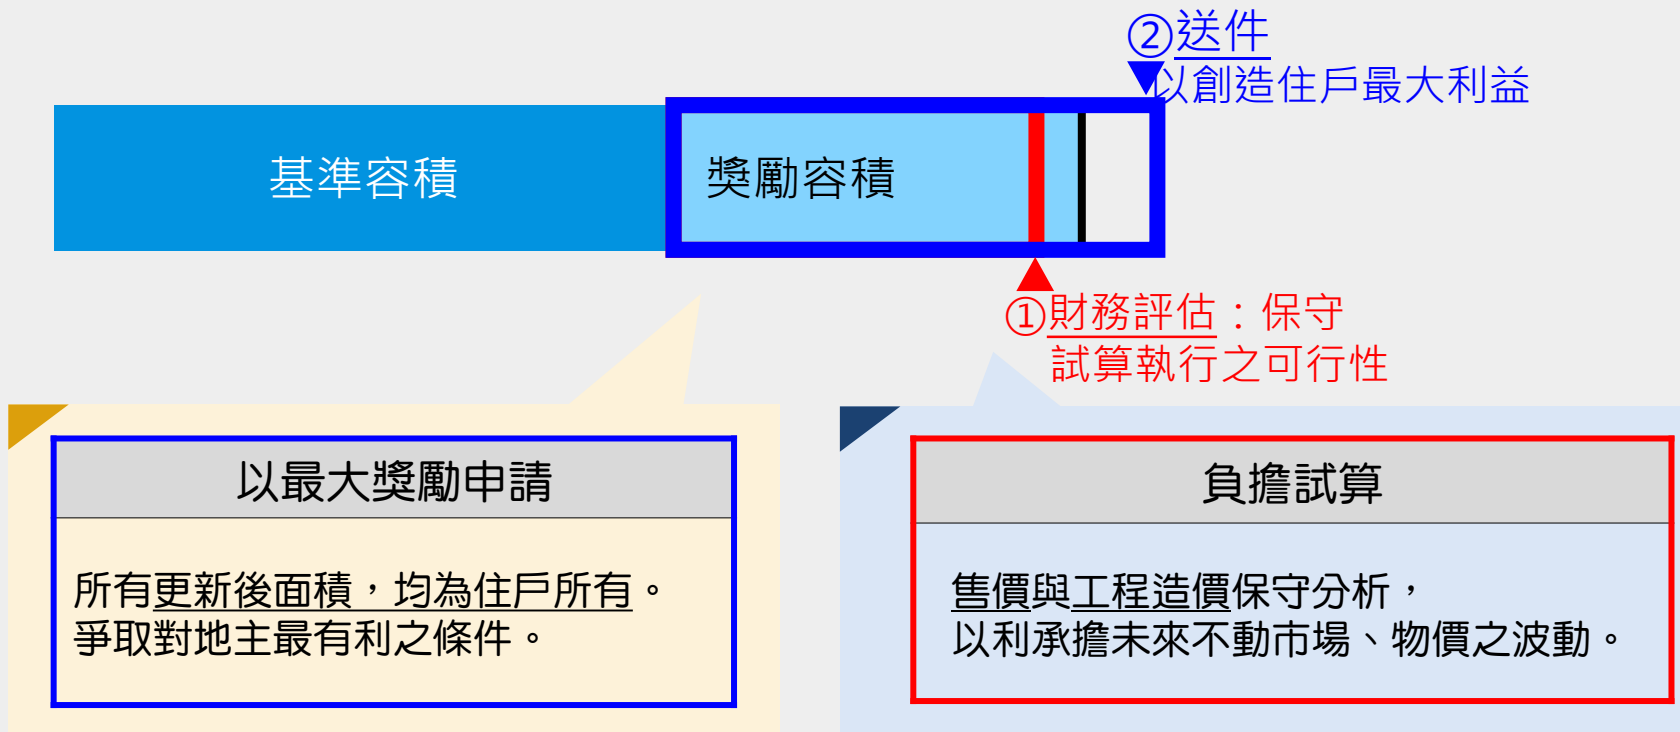 ②送件
以創造住戶最大利益
基準容積
獎勵容積
①財務評估：保守
試算執行之可行性
以最大獎勵申請
所有更新後面積，均為住戶所有。
爭取對地主最有利之條件。
負擔試算
售價與工程造價保守分析，
以利承擔未來不動市場、物價之波動。